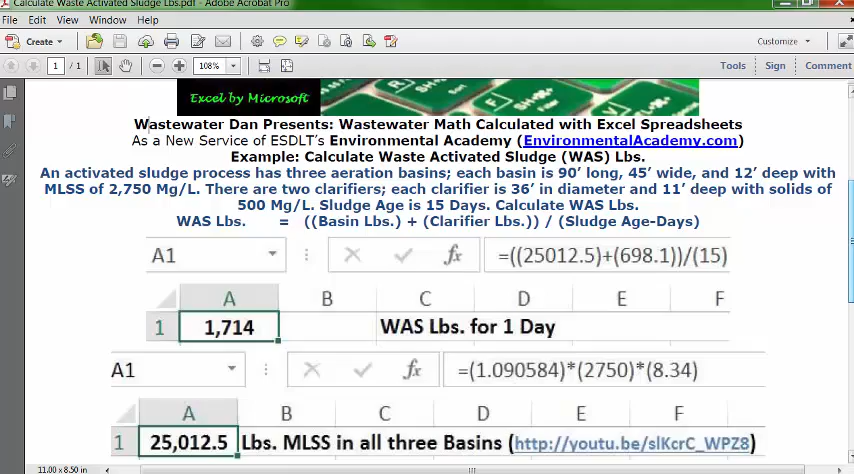 Calculate Waste Activated Sludge Lbs.pdf - Adobe Acrobat Pro
File Edit View Window Help
Create Customize
1 / 1 108% Tools Sign Comment
Excel by Microsoft
Wastewater Dan Presents: Wastewater Math Calculated with Excel Spreadsheets
As a New Service of ESDLT's Environmental Academy (EnvironmentalAcademy.com)
Example: Calculate Waste Activated Sludge (WAS) Lbs.
An activated sludge process has three aeration basins; each basin is 90' long, 45' wide, and 12' deep with
MLSS of 2,750 Mg/L. There are two clarifiers; each clarifier is 36' in diameter and 11' deep with solids of
500 Mg/L. Sludge Age is 15 Days. Calculate WAS Lbs.
WAS Lbs. = ((Basin Lbs.) + (Clarifier Lbs.)) / (Sludge Age-Days)
A1 fx =((25012.5)+(698.1))/(15)
A B C D E F
1 1,714 WAS Lbs. for 1 Day
A1 fx =(1.090584)*(2750)*(8.34)
A B C D E F
1 25,012.5 Lbs. MLSS in all three Basins (http://youtu.be/slKcrC_WPZ8)
11.00 x 8.50 in